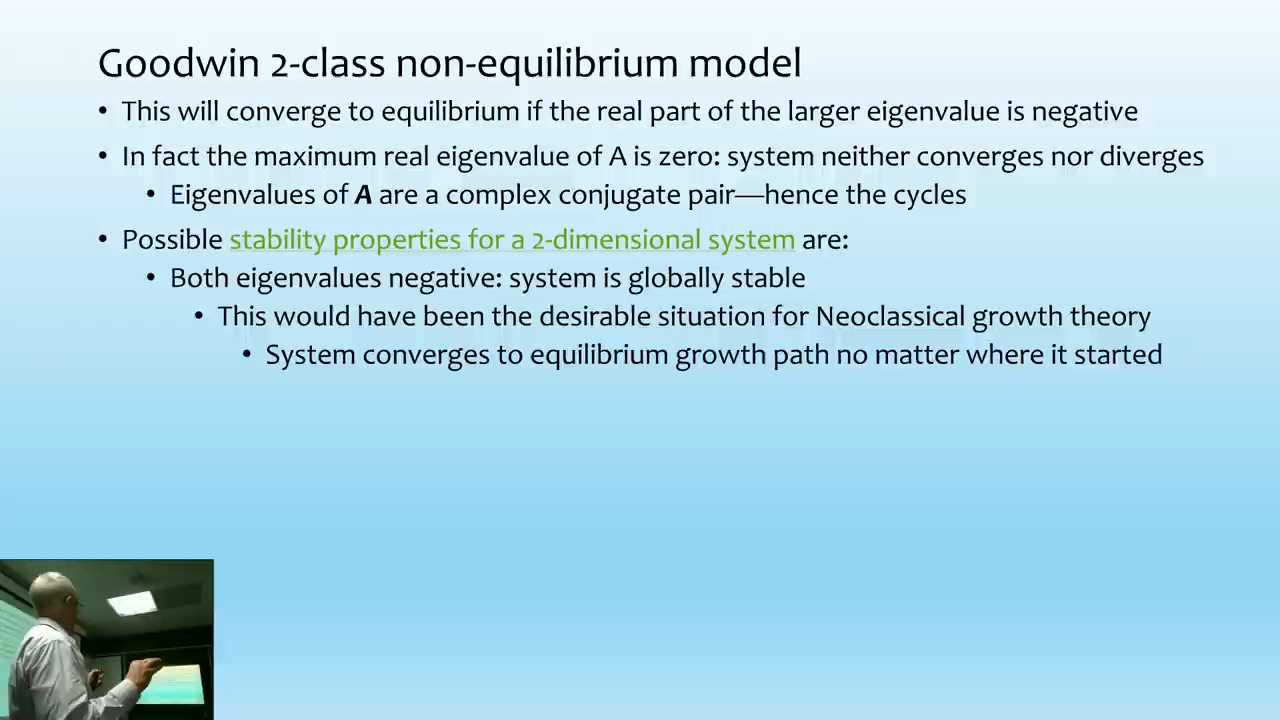 Goodwin 2-class non-equilibrium model
• This will converge to equilibrium if the real part of the larger eigenvalue is negative
• In fact the maximum real eigenvalue of A is zero: system neither converges nor diverges
• Eigenvalues of A are a complex conjugate pair—hence the cycles
• Possible stability properties for a 2-dimensional system are:
• Both eigenvalues negative: system is globally stable
• This would have been the desirable situation for Neoclassical growth theory
• System converges to equilibrium growth path no matter where it started